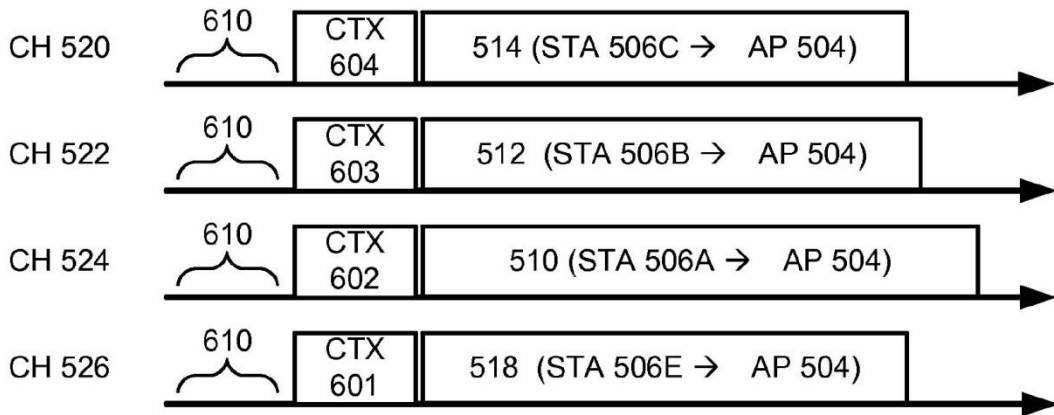 610
CH 520 CTX 604 514 (STA 506C → AP 504)
610
CH 522 CTX 603 512 (STA 506B → AP 504)
610
CH 524 CTX 602 510 (STA 506A → AP 504)
610
CH 526 CTX 601 518 (STA 506E → AP 504)